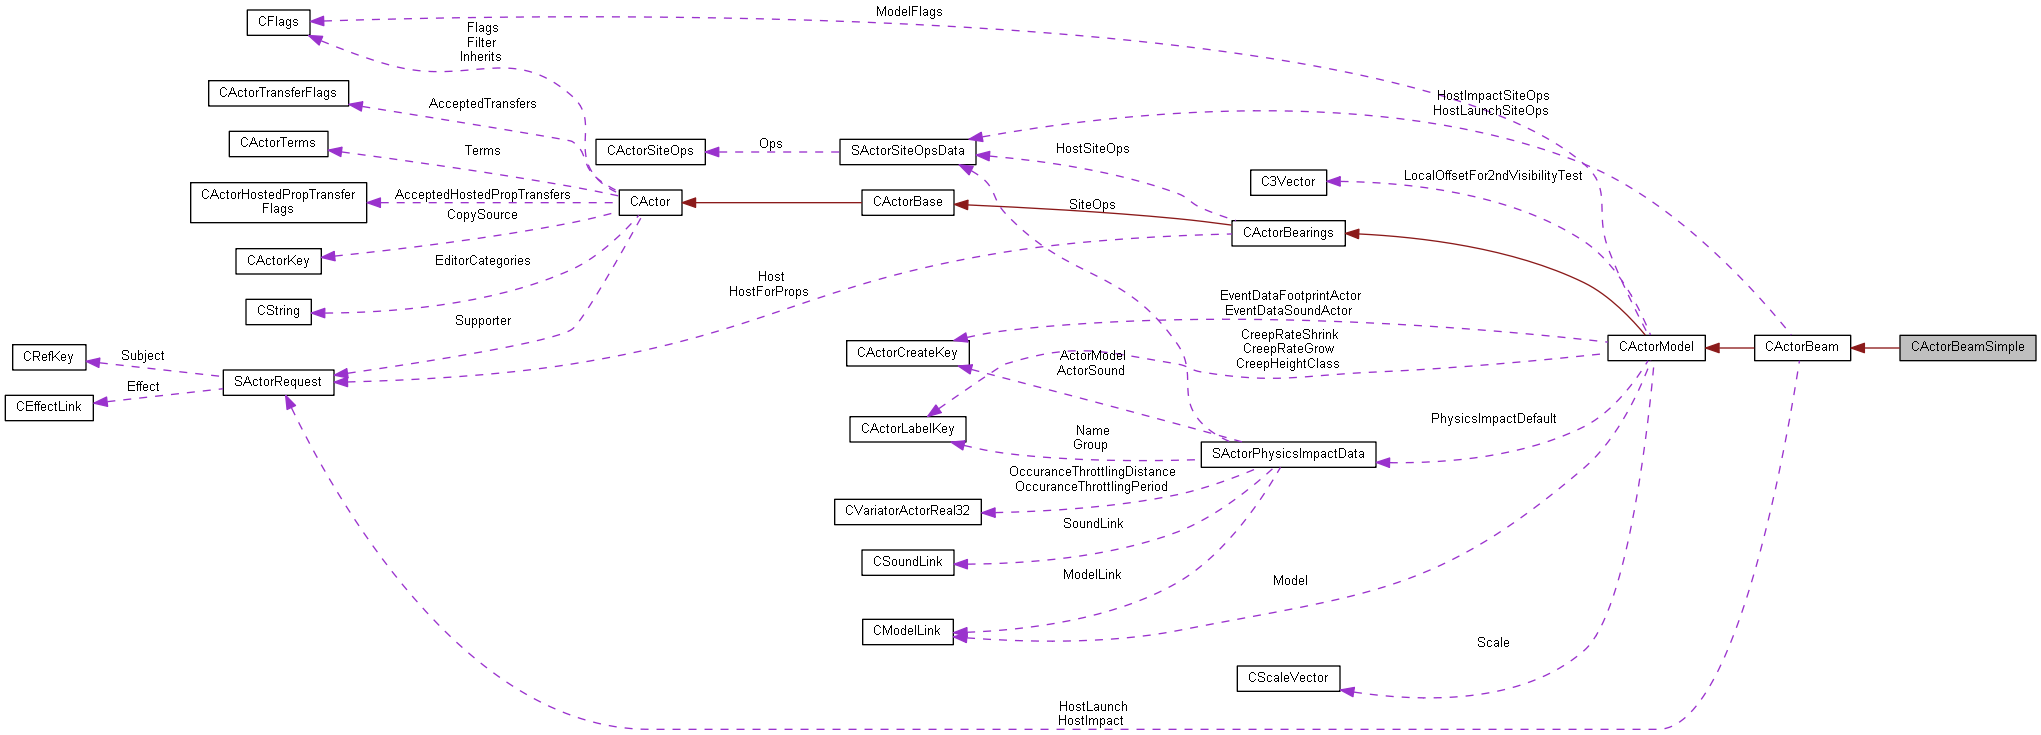 ModelFlags
CFlags
Flags
Filter
Inherits
CActorTransferFlags
AcceptedTransfers
HostImpactSiteOps
HostLaunchSiteOps
CActorTerms
Terms
CActorSiteOps
Ops
SActorSiteOpsData
HostSiteOps
C3Vector
LocalOffsetFor2ndVisibilityTest
CActorHostedPropTransfer
Flags
AcceptedHostedPropTransfers
CopySource
CActor
CActorBase
SiteOps
CActorBearings
CActorKey
EditorCategories
Host
HostForProps
CString
Supporter
EventDataFootprintActor
EventDataSoundActor
CreepRateShrink
CreepRateGrow
CreepHeightClass
CRefKey
Subject
SActorRequest
Effect
CEffectLink
CActorCreateKey
ActorModel
ActorSound
CActorModel
CActorBeam
CActorBeamSimple
CActorLabelKey
Name
Group
PhysicsImpactDefault
SActorPhysicsImpactData
OccuranceThrottlingDistance
OccuranceThrottlingPeriod
CVariatorActorReal32
SoundLink
CSoundLink
ModelLink
Model
CModelLink
Scale
CScaleVector
HostLaunch
HostImpact